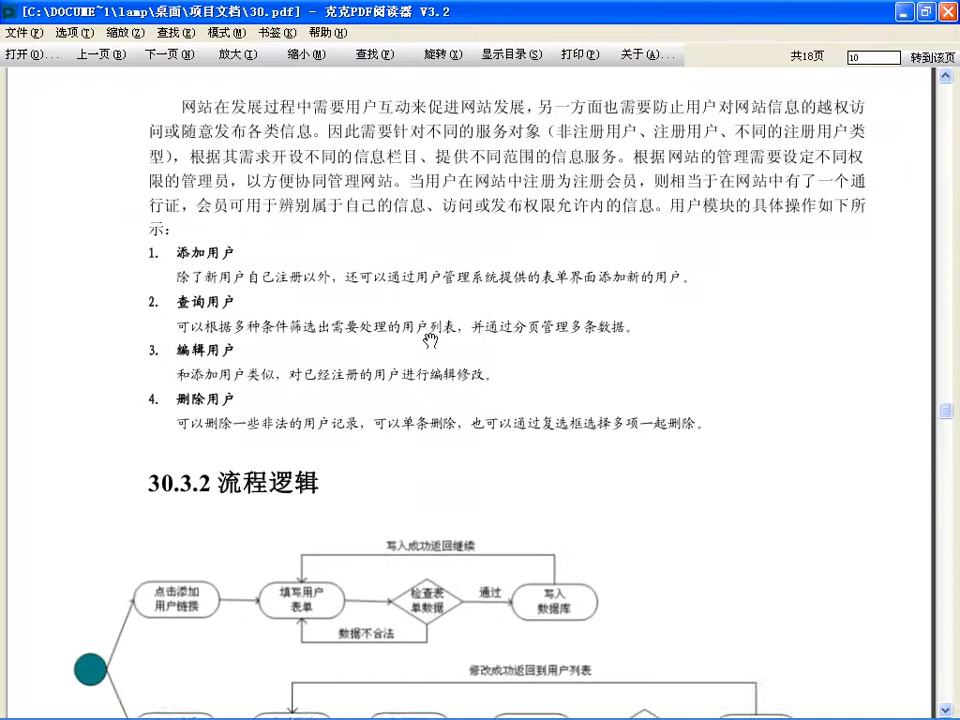 [C:\DOCUME~1\lamp\桌面\项目文档\30.pdf] - 克克PDF阅读器 V3.2
文件(F) 选项(T) 缩放(Z) 查找(E) 模式(M) 书签(K) 帮助(H)
打开(O)... 上一页(B) 下一页(N) 放大(I) 缩小(M) 查找(F) 旋转(X) 显示目录(S) 打印(P) 关于(A)... 共18页 10 转到该页
网站在发展过程中需要用户互动来促进网站发展，另一方面也需要防止用户对网站信息的越权访
问或随意发布各类信息。因此需要针对不同的服务对象（非注册用户、注册用户、不同的注册用户类
型），根据其需求开设不同的信息栏目、提供不同范围的信息服务。根据网站的管理需要设定不同权
限的管理员，以方便协同管理网站。当用户在网站中注册为注册会员，则相当于在网站中有了一个通
行证，会员可用于辨别属于自己的信息、访问或发布权限允许内的信息。用户模块的具体操作如下所
示：
1. 添加用户
除了新用户自己注册以外，还可以通过用户管理系统提供的表单界面添加新的用户。
2. 查询用户
可以根据多种条件筛选出需要处理的用户列表，并通过分页管理多条数据。
3. 编辑用户
和添加用户类似，对已经注册的用户进行编辑修改。
4. 删除用户
可以删除一些非法的用户记录，可以单条删除，也可以通过复选框选择多项一起删除。
30.3.2 流程逻辑
写入成功返回继续
点击添加
用户链接
填写用户
表单
检查表
单数据
通过
写入
数据库
数据不合法
修改成功返回到用户列表